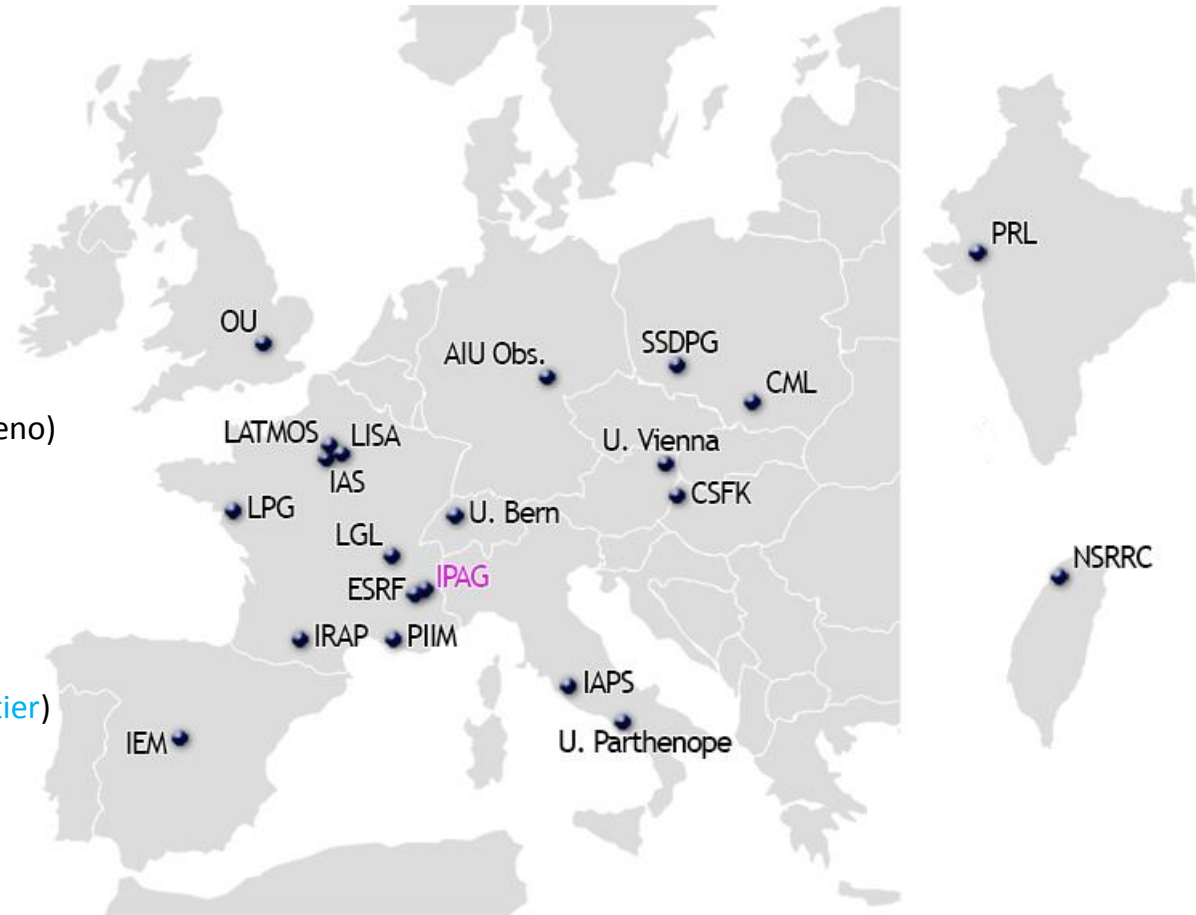 PRL
OU
AIU Obs.
SSDPG
CML
eno)
LATMOS
LISA
U. Vienna
IAS
CSFK
LPG
U. Bern
LGL
NSRRC
IPAG
ESRF
IRAP
PIIM
IAPS
tier)
IEM
U. Parthenope